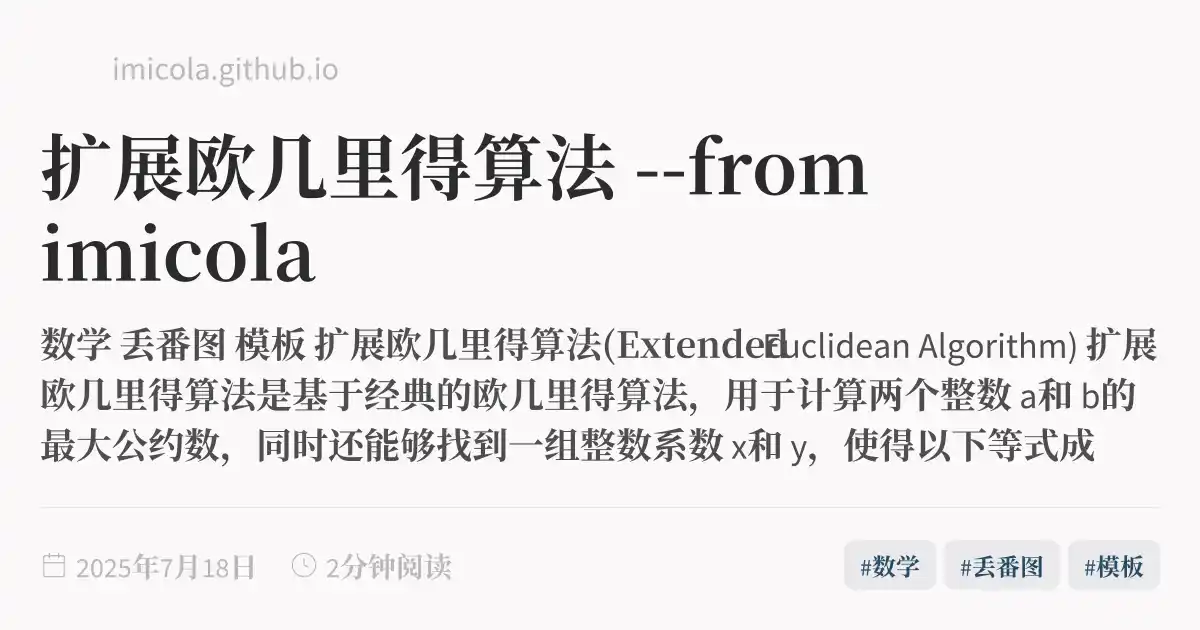 imicola.github.io
扩展欧几里得算法 --from
imicola
数学 丢番图 模板 扩展欧几里得算法(Extended Euclidean Algorithm) 扩展
欧几里得算法是基于经典的欧几里得算法，用于计算两个整数 a和 b的
最大公约数，同时还能够找到一组整数系数 x和 y，使得以下等式成
2025年7月18日 2分钟阅读 #数学 #丢番图 #模板